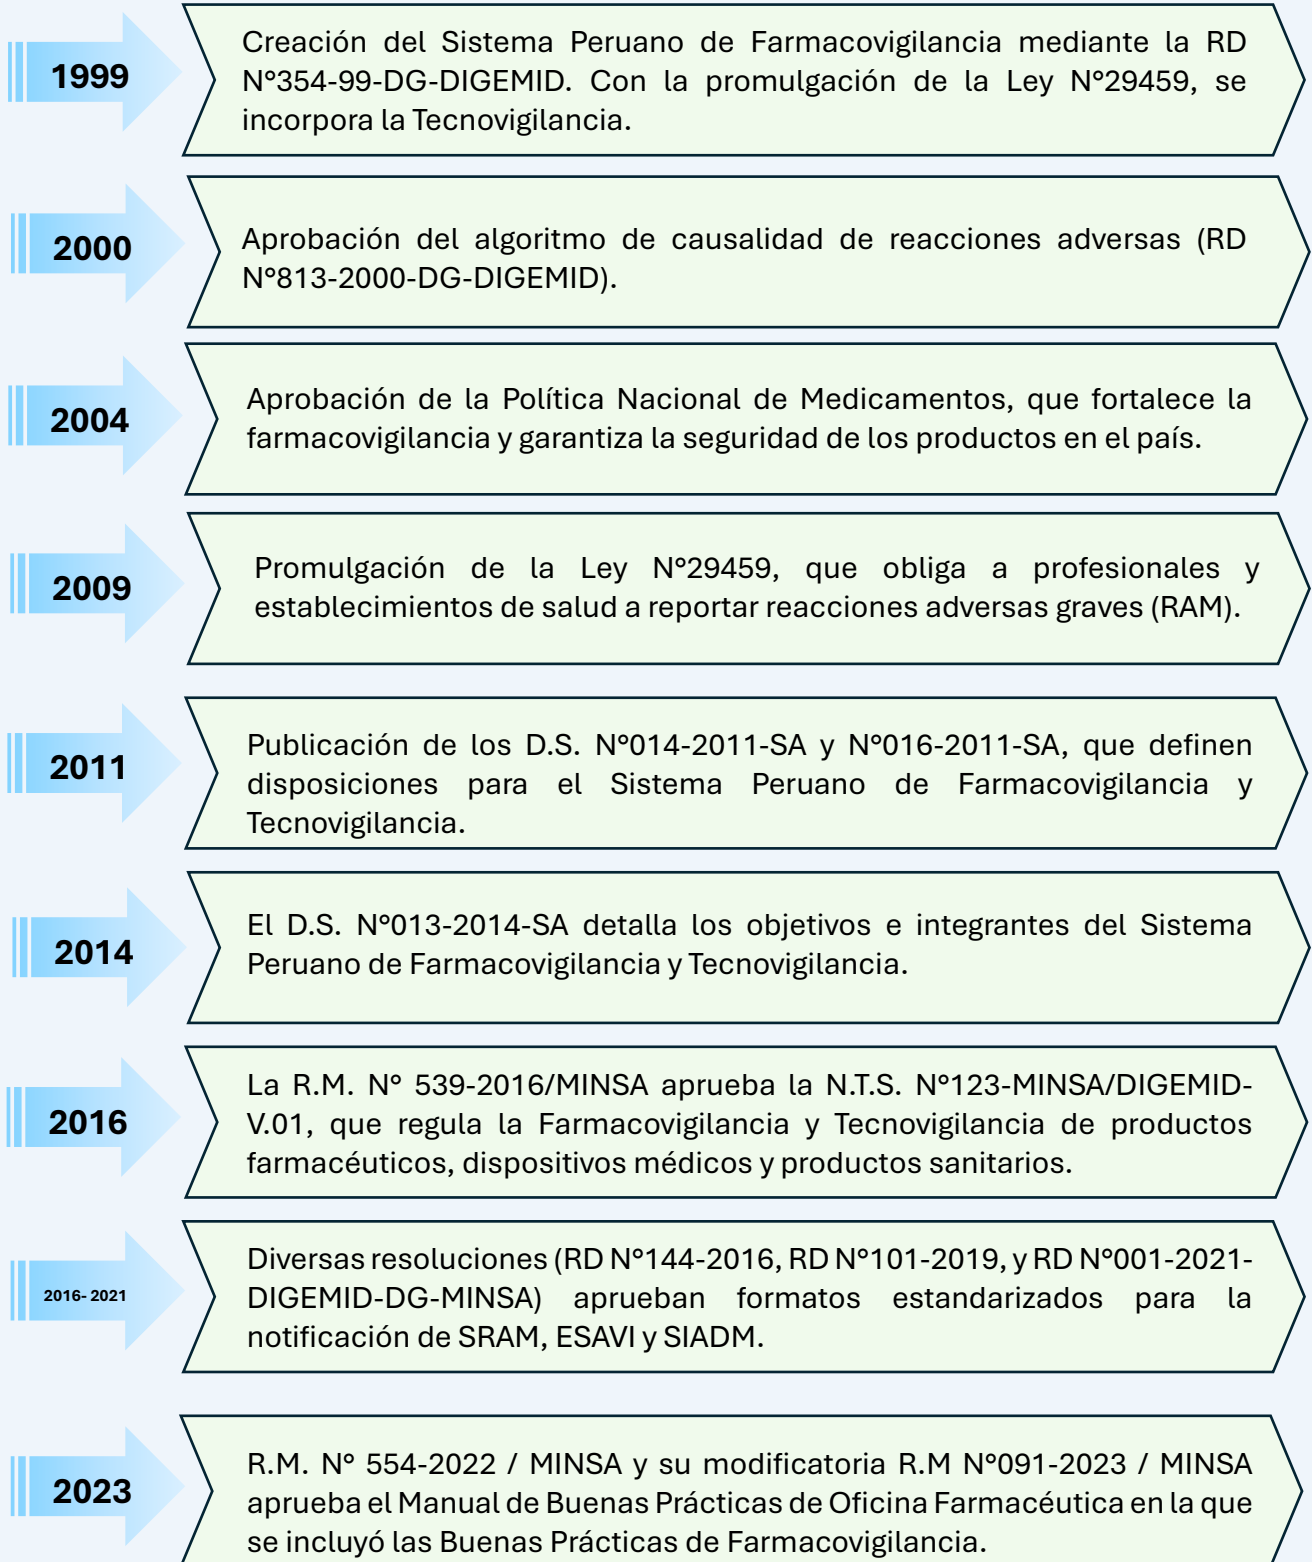 1999
Creación del Sistema Peruano de Farmacovigilancia mediante la RD
N°354-99-DG-DIGEMID. Con la promulgación de la Ley N°29459, se
incorpora la Tecnovigilancia.
2000
Aprobación del algoritmo de causalidad de reacciones adversas (RD
N°813-2000-DG-DIGEMID).
2004
Aprobación de la Política Nacional de Medicamentos, que fortalece la
farmacovigilancia y garantiza la seguridad de los productos en el país.
2009
Promulgación de la Ley N°29459, que obliga a profesionales y
establecimientos de salud a reportar reacciones adversas graves (RAM).
2011
Publicación de los D.S. N°014-2011-SA y N°016-2011-SA, que definen
disposiciones para el Sistema Peruano de Farmacovigilancia y
Tecnovigilancia.
2014
El D.S. N°013-2014-SA detalla los objetivos e integrantes del Sistema
Peruano de Farmacovigilancia y Tecnovigilancia.
2016
La R.M. N° 539-2016/MINSA aprueba la N.T.S. N°123-MINSA/DIGEMID-
V.01, que regula la Farmacovigilancia y Tecnovigilancia de productos
farmacéuticos, dispositivos médicos y productos sanitarios.
2016- 2021
Diversas resoluciones (RD N°144-2016, RD N°101-2019, y RD N°001-2021-
DIGEMID-DG-MINSA) aprueban formatos estandarizados para la
notificación de SRAM, ESAVI y SIADM.
2023
R.M. N° 554-2022 / MINSA y su modificatoria R.M N°091-2023 / MINSA
aprueba el Manual de Buenas Prácticas de Oficina Farmacéutica en la que
se incluyó las Buenas Prácticas de Farmacovigilancia.